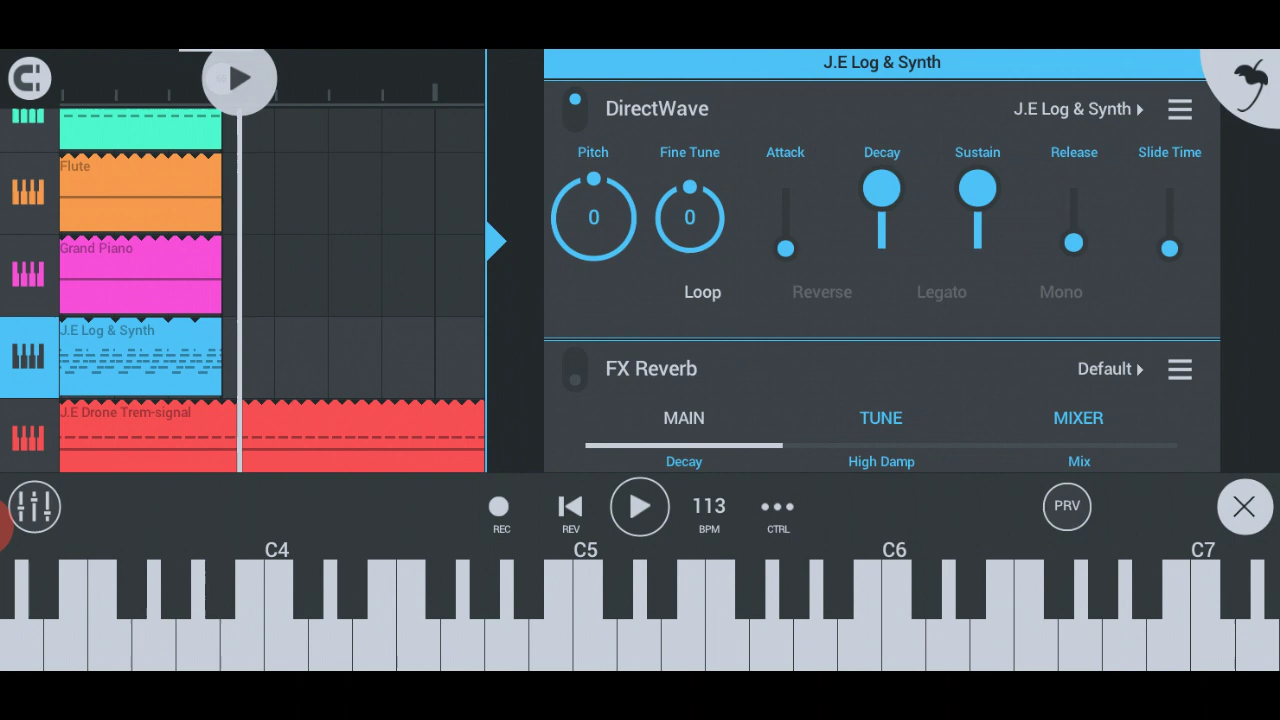 J.E Log & Synth
DirectWave
J.E Log & Synth
Pitch
Fine Tune
Attack
Decay
Sustain
Release
Slide Time
0
0
Loop
Reverse
Legato
Mono
FX Reverb
Default
MAIN
TUNE
MIXER
Decay
High Damp
Mix
Flute
Grand Piano
J.E Log & Synth
J.E Drone Trem-signal
REC
REV
113
BPM
CTRL
PRV
C4
C5
C6
C7